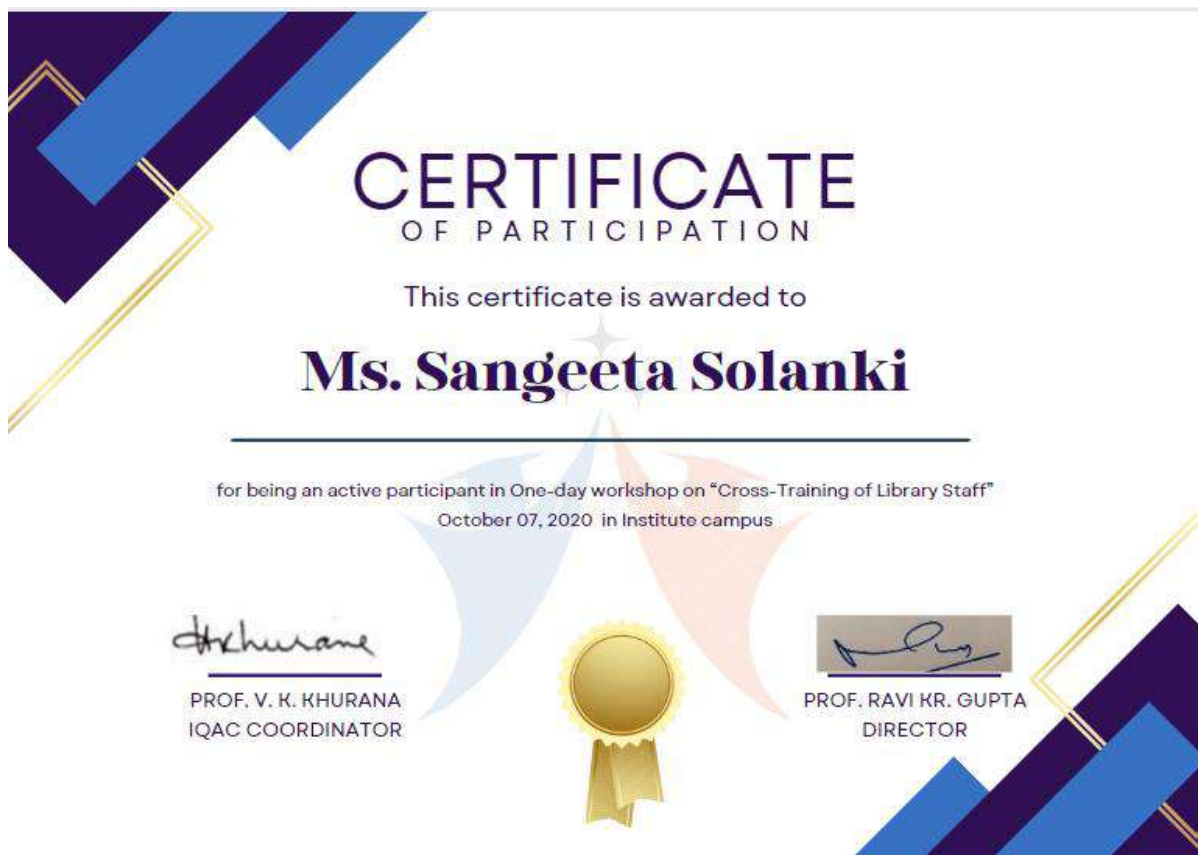 CERTIFICATE
OF PARTICIPATION
This certificate is awarded to
Ms. Sangeeta Solanki
for being an active participant in One-day workshop on “Cross-Training of Library Staff”
October 07, 2020 in Institute campus
PROF. V. K. KHURANA
IQAC COORDINATOR
PROF. RAVI KR. GUPTA
DIRECTOR